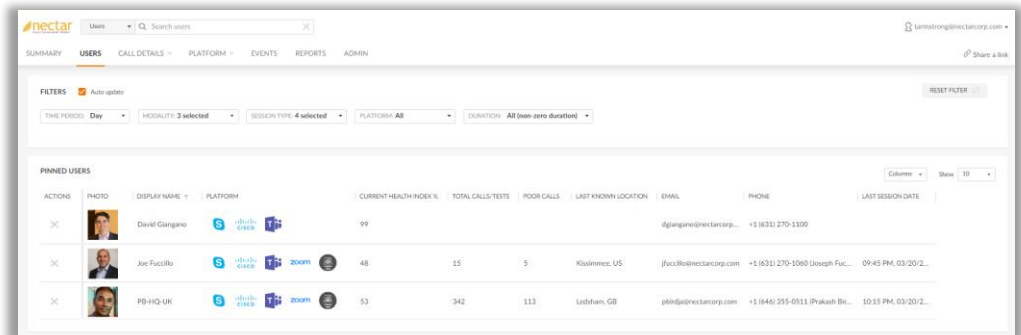 nectar Users Search users tarmstrong@nectarcorp.com
SUMMARY USERS CALL DETAILS PLATFORM EVENTS REPORTS ADMIN Share a link
FILTERS Auto update RESET FILTER
TIME PERIOD: Day MODALITY: 3 selected SESSION TYPE: 4 selected PLATFORM: All DURATION: All (non-zero duration)
PINNED USERS Columns Show 10
ACTIONS PHOTO DISPLAY NAME PLATFORM CURRENT HEALTH INDEX % TOTAL CALLS/TESTS POOR CALLS LAST KNOWN LOCATION EMAIL PHONE LAST SESSION DATE
David Giangano S cisco T 99 dgiangano@nectarcorp... +1 (631) 270-1100
Joe Fuccillo S cisco T zoom 48 15 5 Kissimmee, US jfuccillo@nectarcorp.com +1 (631) 270-1060 (Joseph Fuc... 09:45 PM, 03/20/2...
PB-HQ-UK S cisco T zoom 53 342 113 Ledsham, GB pbirdja@nectarcorp.com +1 (646) 355-0511 (Prakash Bir... 10:15 PM, 03/20/2...